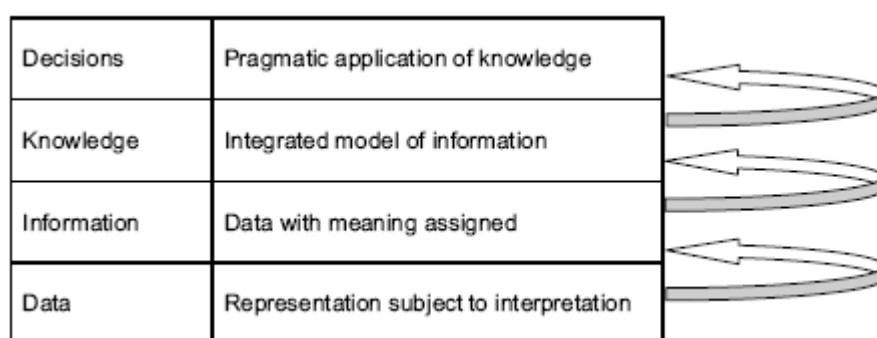 Decisions Pragmatic application of knowledge
Knowledge Integrated model of information
Information Data with meaning assigned
Data Representation subject to interpretation